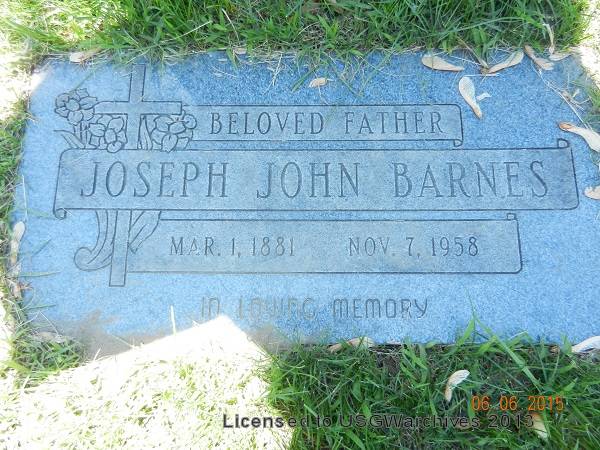 BELOVED FATHER
JOSEPH JOHN BARNES
MAR. 1, 1881 NOV. 7, 1958
IN LOVING MEMORY
06.06.2015
Licensed to USGWarchives 2013